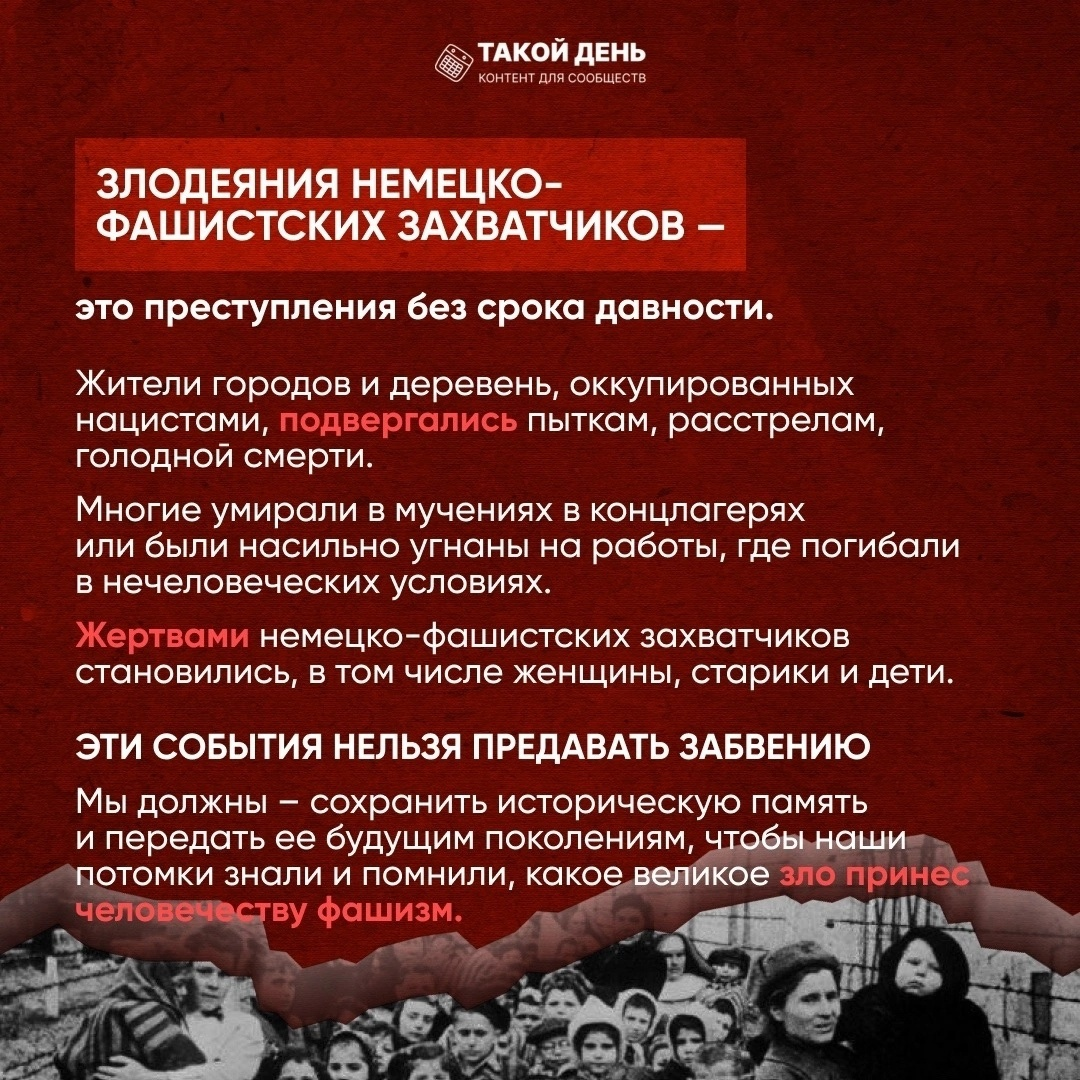 ТАКОЙ ДЕНЬ
КОНТЕНТ ДЛЯ СООБЩЕСТВ
ЗЛОДЕЯНИЯ НЕМЕЦКО-
ФАШИСТСКИХ ЗАХВАТЧИКОВ —
это преступления без срока давности.
Жители городов и деревень, оккупированных
нацистами, подвергались пыткам, расстрелам,
голодной смерти.
Многие умирали в мучениях в концлагерях
или были насильно угнаны на работы, где погибали
в нечеловеческих условиях.
Жертвами немецко-фашистских захватчиков
становились, в том числе женщины, старики и дети.
ЭТИ СОБЫТИЯ НЕЛЬЗЯ ПРЕДАВАТЬ ЗАБВЕНИЮ
Мы должны – сохранить историческую память
и передать ее будущим поколениям, чтобы наши
потомки знали и помнили, какое великое зло принес
человечеству фашизм.